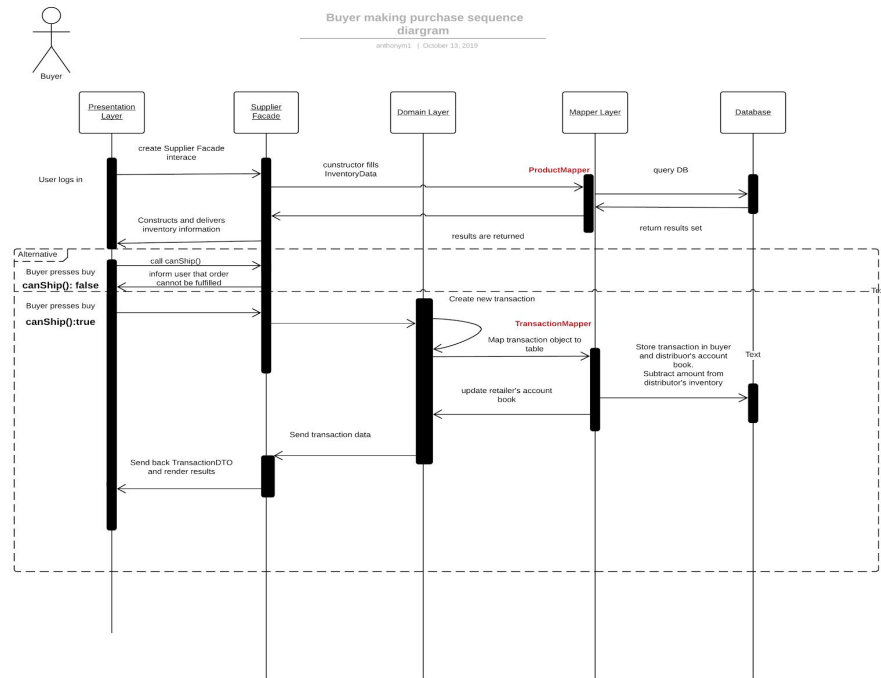 Buyer making purchase sequence
diargram
anthonym1 | October 13, 2019
Buyer
Presentation
Layer
Supplier
Facade
Domain Layer
Mapper Layer
Database
create Supplier Facade
interace
User logs in
cunstructor fills
InventoryData
ProductMapper
query DB
Constructs and delivers
inventory information
results are returned
return results set
Alternative
call canShip()
Buyer presses buy
inform user that order
cannot be fulfilled
canShip(): false
Buyer presses buy
canShip():true
Create new transaction
TransactionMapper
Map transaction object to
table
Store transaction in buyer
and distribuor's account
book.
Subtract amount from
distributor's inventory
Text
update retailer's account
book
Send transaction data
Send back TransactionDTO
and render results